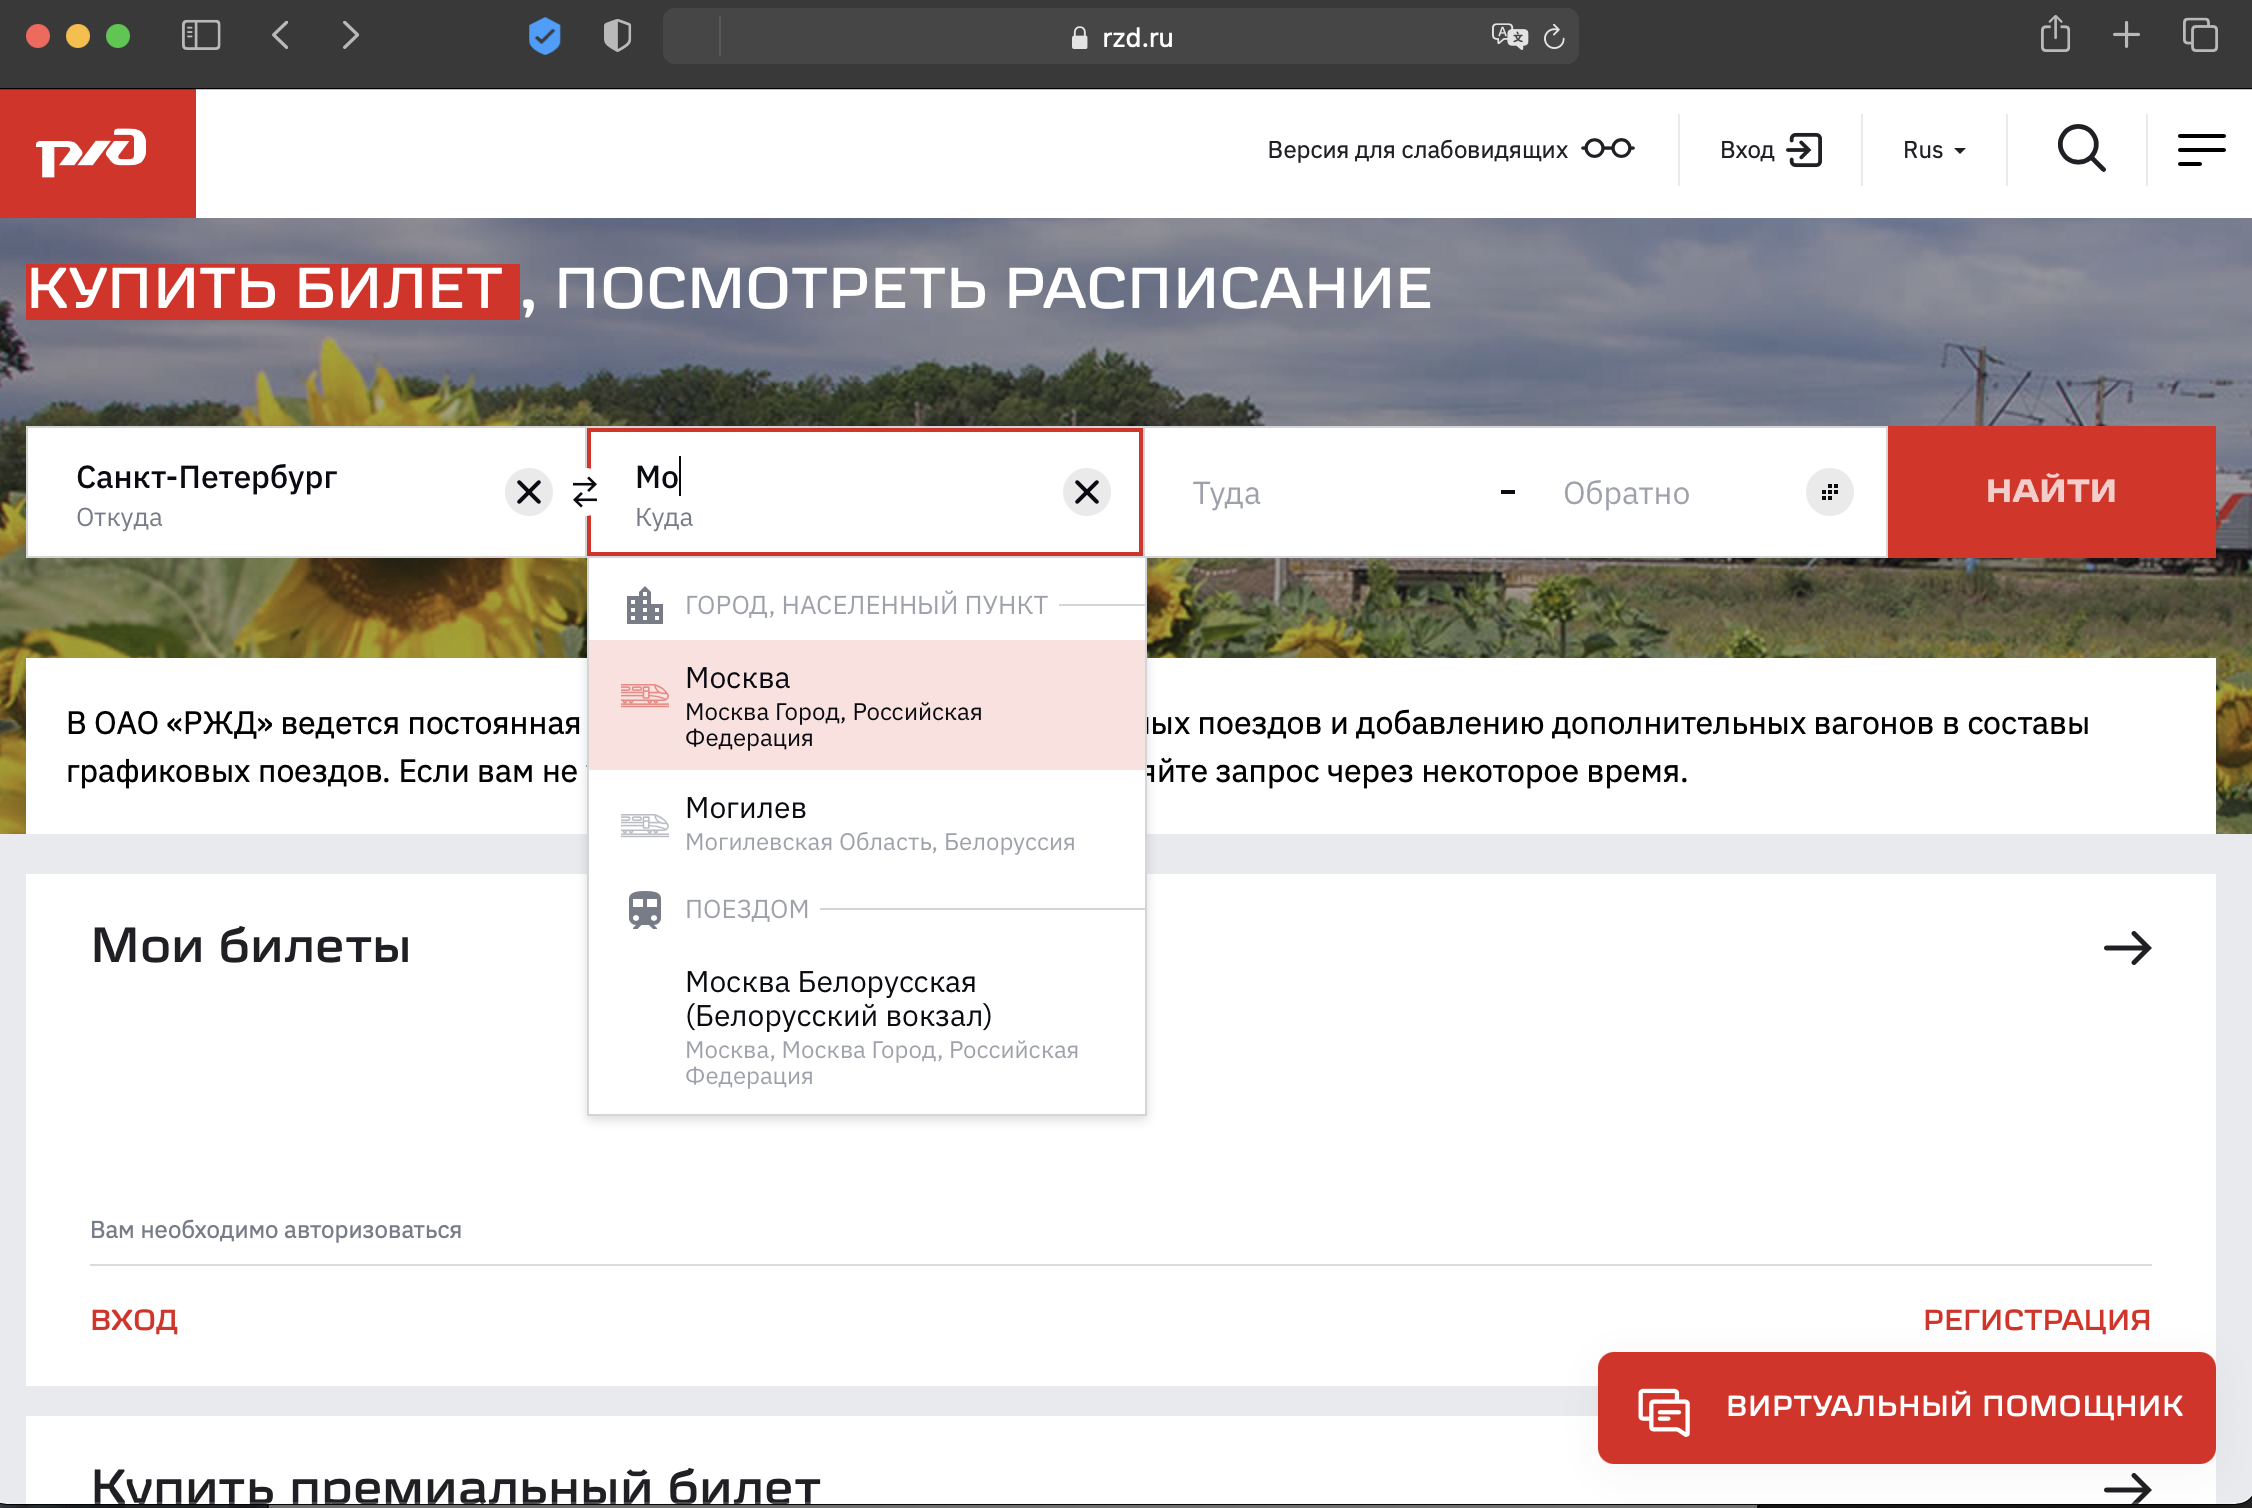 rzd.ru
ржд
Версия для слабовидящих
Вход
Rus
КУПИТЬ БИЛЕТ, ПОСМОТРЕТЬ РАСПИСАНИЕ
Санкт-Петербург
Откуда
Мо
Куда
Туда - Обратно
НАЙТИ
ГОРОД, НАСЕЛЕННЫЙ ПУНКТ
Москва
Москва Город, Российская
Федерация
Могилев
Могилевская Область, Белоруссия
ПОЕЗДОМ
Москва Белорусская
(Белорусский вокзал)
Москва, Москва Город, Российская
Федерация
В ОАО «РЖД» ведется постоянная ых поездов и добавлению дополнительных вагонов в составы
графиковых поездов. Если вам не яйте запрос через некоторое время.
Мои билеты
Вам необходимо авторизоваться
ВХОД
РЕГИСТРАЦИЯ
ВИРТУАЛЬНЫЙ ПОМОЩНИК
Купить премиальный билет